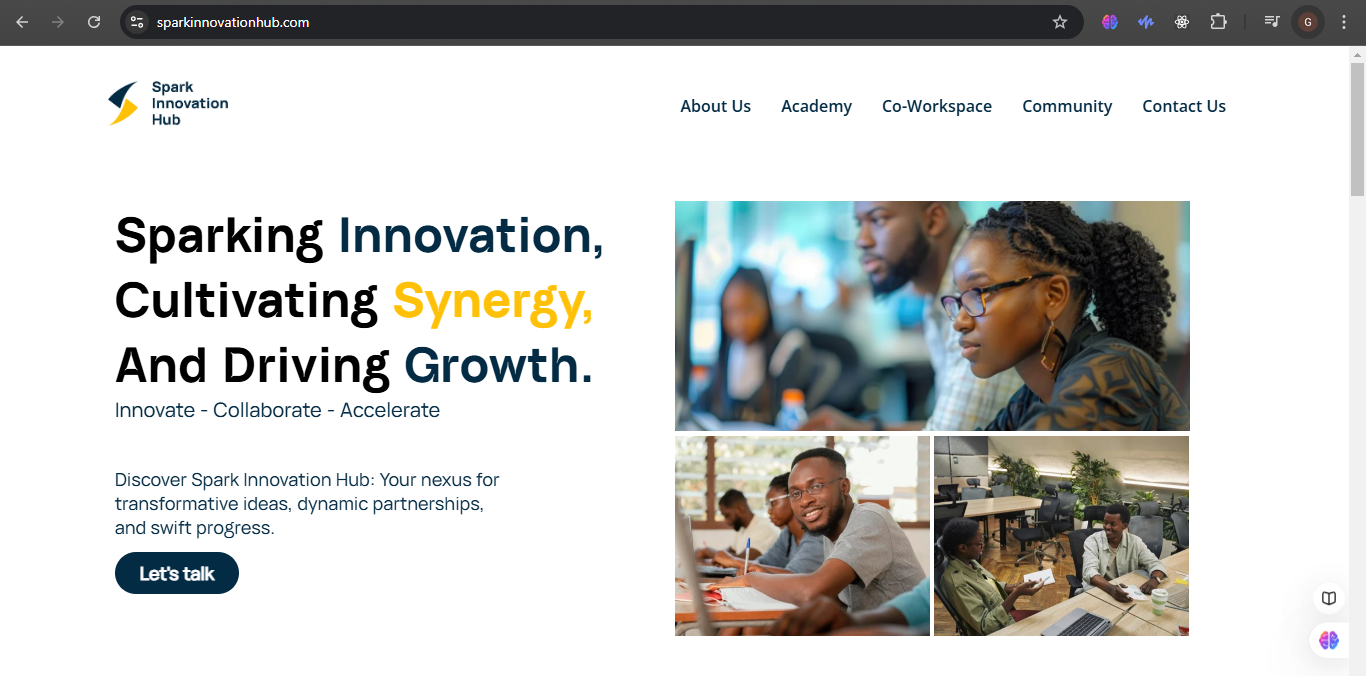 sparkinnovationhub.com
G
Spark
Innovation
Hub
About Us
Academy
Co-Workspace
Community
Contact Us
Sparking Innovation,
Cultivating Synergy,
And Driving Growth.
Innovate - Collaborate - Accelerate
Discover Spark Innovation Hub: Your nexus for
transformative ideas, dynamic partnerships,
and swift progress.
Let's talk